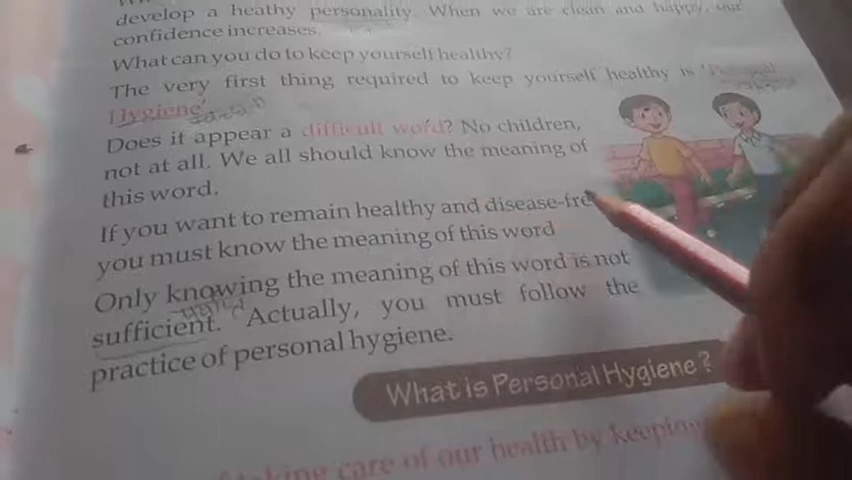 develop a heathy personality. When we are clean and happy, our
confidence increases.
What can you do to keep yourself healthy?
The very first thing required to keep yourself healthy is 'Personal
Hygiene'.
Does it appear a difficult word? No children,
not at all. We all should know the meaning of
this word.
If you want to remain healthy and disease-fre
you must know the meaning of this word
Only knowing the meaning of this word is not
sufficient. Actually, you must follow the
practice of personal hygiene.
What is Personal Hygiene?
taking care of our health by keeping